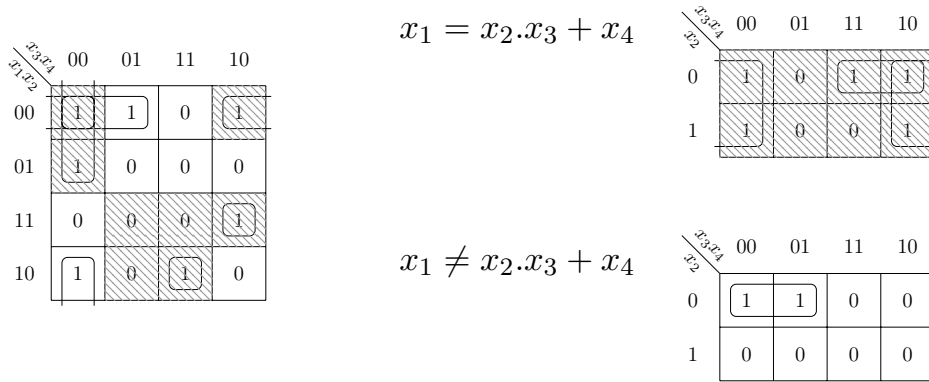 x₁ = x₂.x₃ + x₄
x₃x₄
x₁x₂
00 01 11 10
00 1 1 0 1
01 1 0 0 0
11 0 0 0 1
10 1 0 1 0
x₃x₄
x₂
00 01 11 10
0 1 0 1 1
1 1 0 0 1
x₁ ≠ x₂.x₃ + x₄
x₃x₄
x₂
00 01 11 10
0 1 1 0 0
1 0 0 0 0